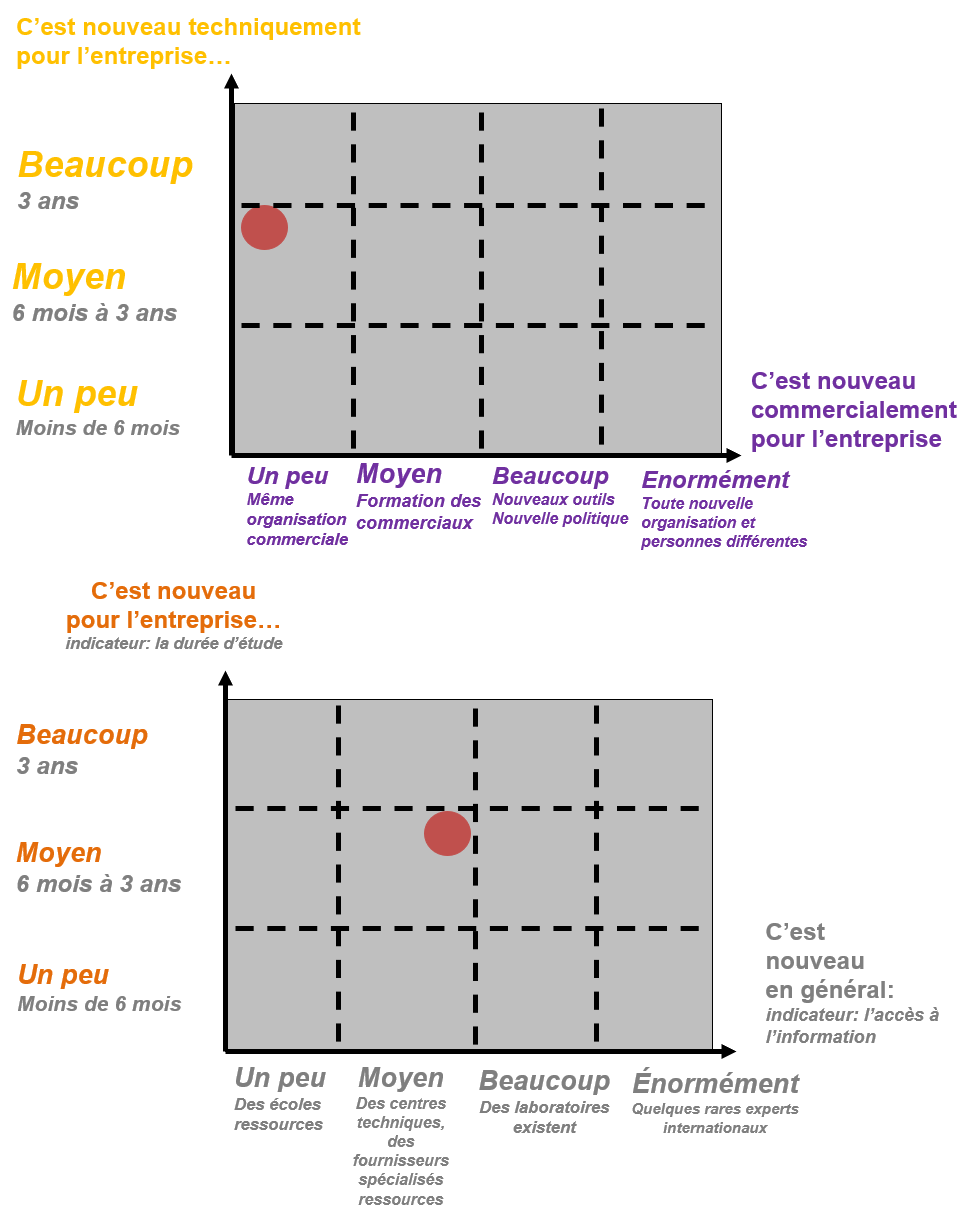 C'est nouveau techniquement
pour l'entreprise…
Beaucoup
3 ans
Moyen
6 mois à 3 ans
Un peu
Moins de 6 mois
C'est nouveau
commercialement
pour l'entreprise
Un peu
Même
organisation
commerciale
Moyen
Formation des
commerciaux
Beaucoup
Nouveaux outils
Nouvelle politique
Enormément
Toute nouvelle
organisation et
personnes différentes
C'est nouveau
pour l'entreprise…
indicateur: la durée d'étude
Beaucoup
3 ans
Moyen
6 mois à 3 ans
Un peu
Moins de 6 mois
C'est
nouveau
en général:
indicateur: l'accès à
l'information
Un peu
Des écoles
ressources
Moyen
Des centres
techniques,
des
fournisseurs
spécialisés
ressources
Beaucoup
Des laboratoires
existent
Énormément
Quelques rares experts
internationaux